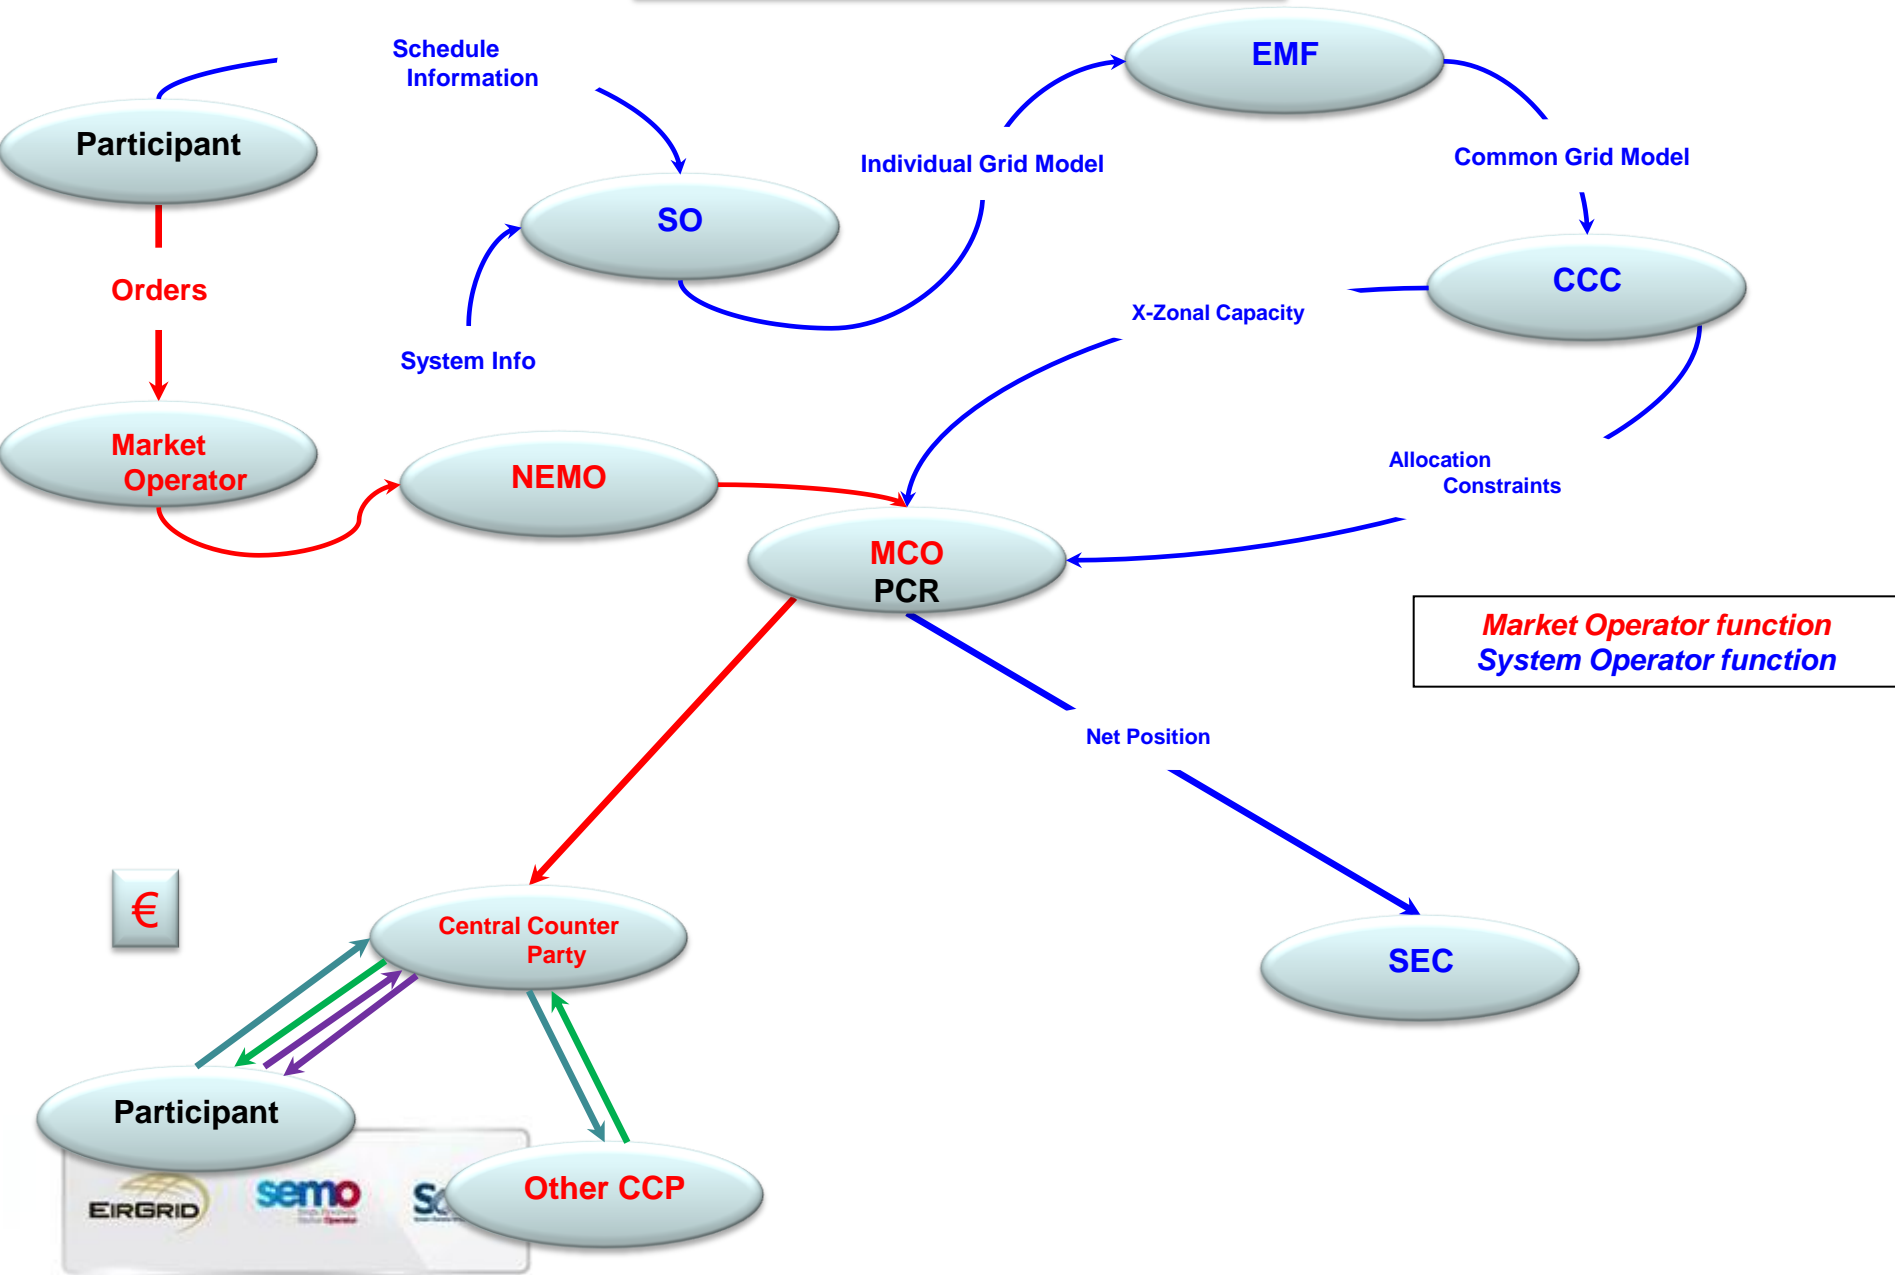 Schedule
Information
EMF
Participant
Individual Grid Model
Common Grid Model
SO
CCC
Orders
X-Zonal Capacity
System Info
Market
Operator
NEMO
Allocation
Constraints
MCO
PCR
Market Operator function
System Operator function
Net Position
€
Central Counter
Party
SEC
Participant
Other CCP
EIRGRID
semo